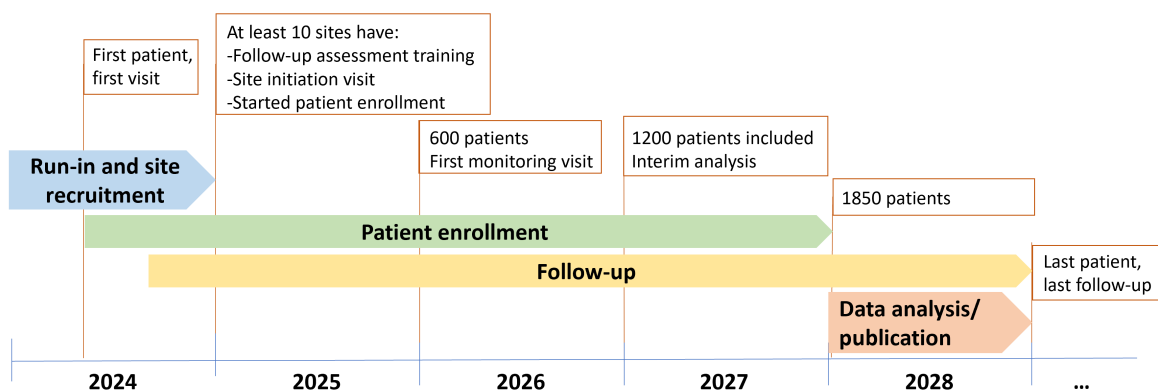 First patient,
first visit
At least 10 sites have:
-Follow-up assessment training
-Site initiation visit
-Started patient enrollment
600 patients
First monitoring visit
1200 patients included
Interim analysis
1850 patients
Run-in and site
recruitment
Patient enrollment
Follow-up
Last patient,
last follow-up
Data analysis/
publication
2024 2025 2026 2027 2028 ...